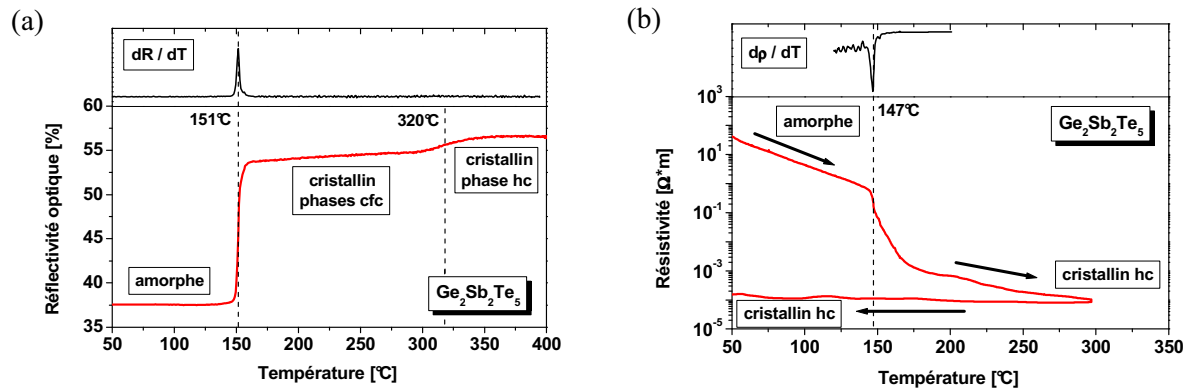 (a)
dR / dT
60
55
50
45
40
35
Réflectivité optique [%]
151°C
320°C
cristallin
phase hc
cristallin
phases cfc
amorphe
Ge₂Sb₂Te₅
50 100 150 200 250 300 350 400
Température [°C]
(b)
dρ / dT
10³
10¹
10⁻¹
10⁻³
10⁻⁵
Résistivité [Ω*m]
147°C
amorphe
Ge₂Sb₂Te₅
cristallin hc
cristallin hc
50 100 150 200 250 300 350
Température [°C]